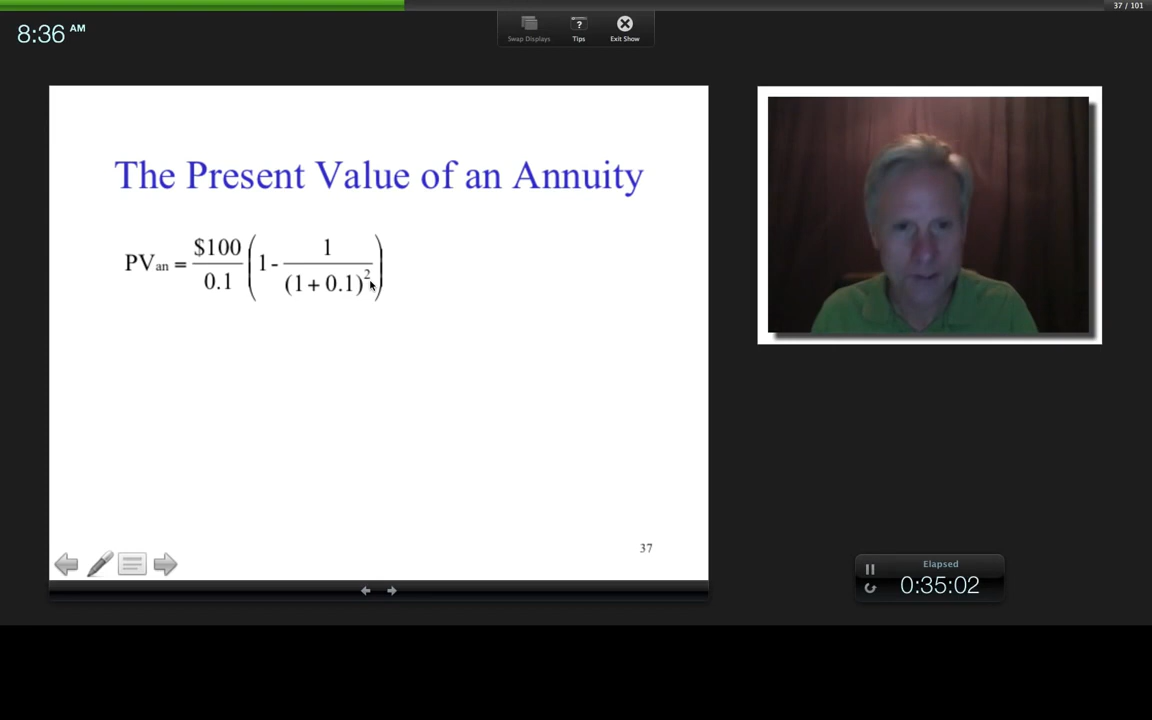 37 / 101
8:36 AM
Swap Displays
Tips
Exit Show
The Present Value of an Annuity
PVan = $100/0.1 (1 - 1/(1 + 0.1)^2)
37
Elapsed
0:35:02